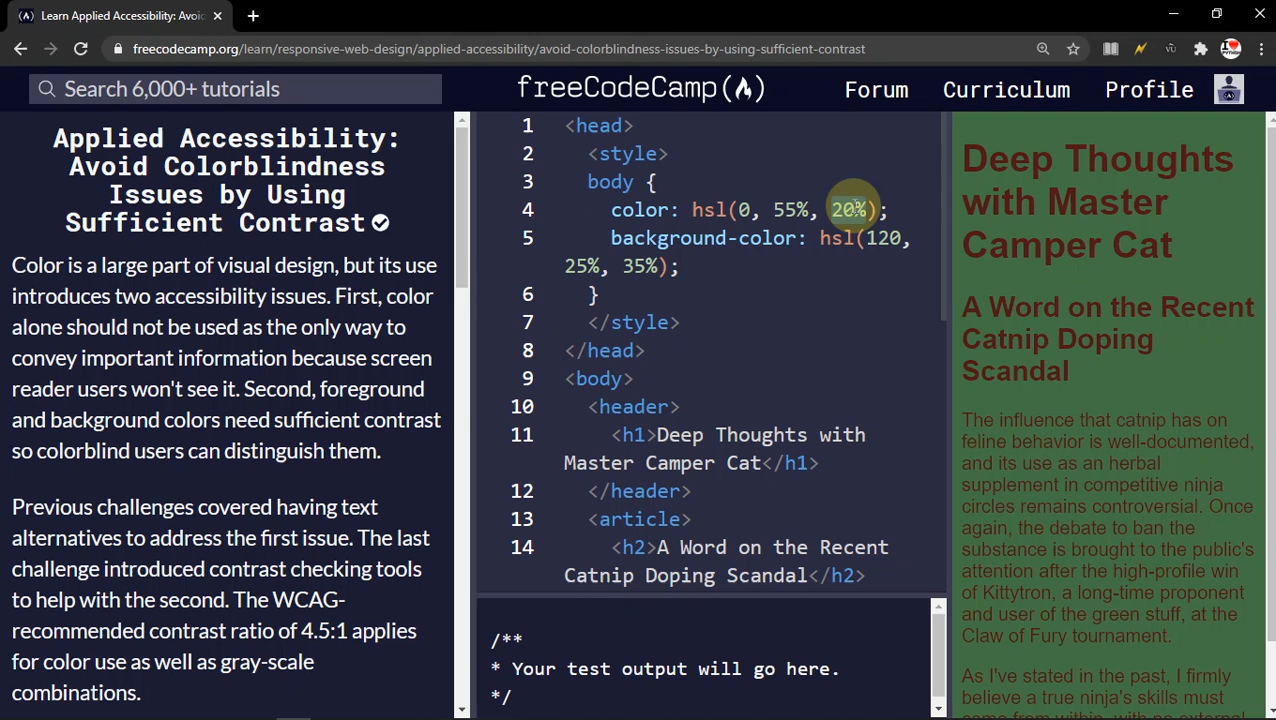 Learn Applied Accessibility: Avoid
freecodecamp.org/learn/responsive-web-design/applied-accessibility/avoid-colorblindness-issues-by-using-sufficient-contrast
Search 6,000+ tutorials
freeCodeCamp
Forum
Curriculum
Profile
Applied Accessibility:
Avoid Colorblindness
Issues by Using
Sufficient Contrast
Color is a large part of visual design, but its use
introduces two accessibility issues. First, color
alone should not be used as the only way to
convey important information because screen
reader users won't see it. Second, foreground
and background colors need sufficient contrast
so colorblind users can distinguish them.
Previous challenges covered having text
alternatives to address the first issue. The last
challenge introduced contrast checking tools
to help with the second. The WCAG-
recommended contrast ratio of 4.5:1 applies
for color use as well as gray-scale
combinations.
1 <head>
2 <style>
3 body {
4 color: hsl(0, 55%, 20%);
5 background-color: hsl(120,
25%, 35%);
6 }
7 </style>
8 </head>
9 <body>
10 <header>
11 <h1>Deep Thoughts with
Master Camper Cat</h1>
12 </header>
13 <article>
14 <h2>A Word on the Recent
Catnip Doping Scandal</h2>
/**
* Your test output will go here.
*/
Deep Thoughts
with Master
Camper Cat
A Word on the Recent
Catnip Doping
Scandal
The influence that catnip has on
feline behavior is well-documented,
and its use as an herbal
supplement in competitive ninja
circles remains controversial. Once
again, the debate to ban the
substance is brought to the public's
attention after the high-profile win
of Kittytron, a long-time proponent
and user of the green stuff, at the
Claw of Fury tournament.
As I've stated in the past, I firmly
believe a true ninja's skills must
come from within, with no external